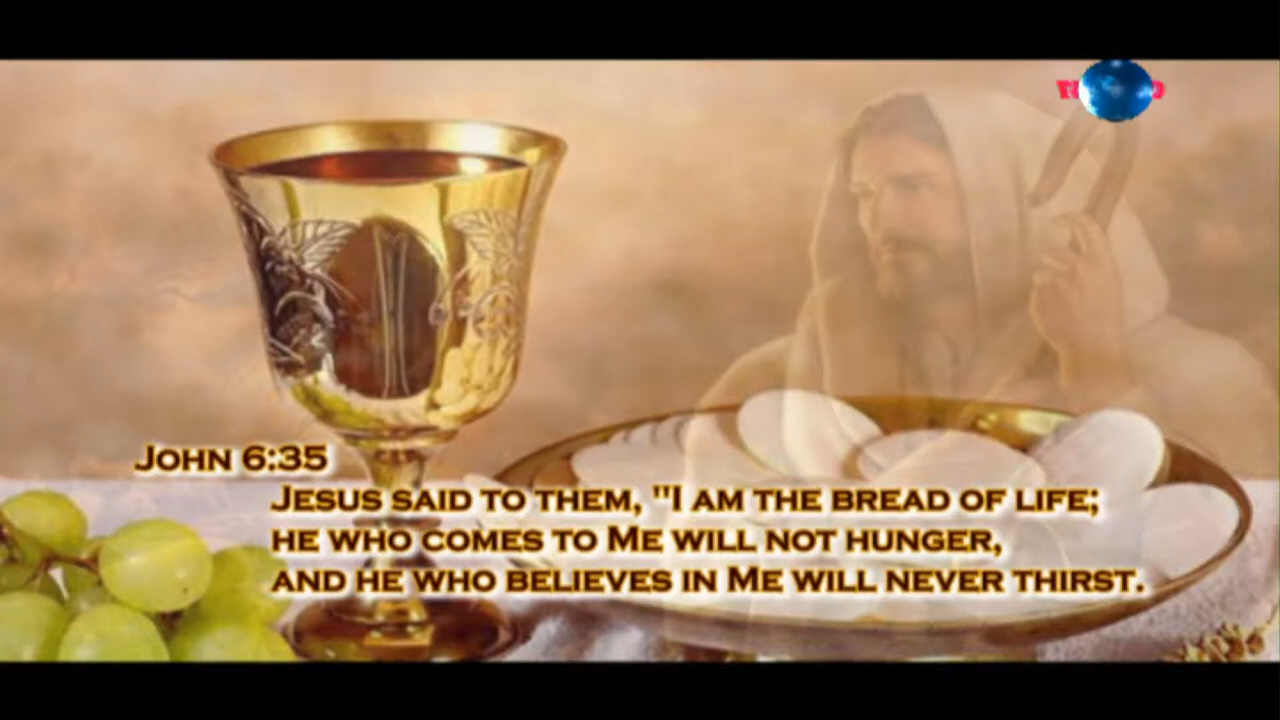 John 6:35
Jesus said to them, "I am the bread of life;
he who comes to Me will not hunger,
and he who believes in Me will never thirst.